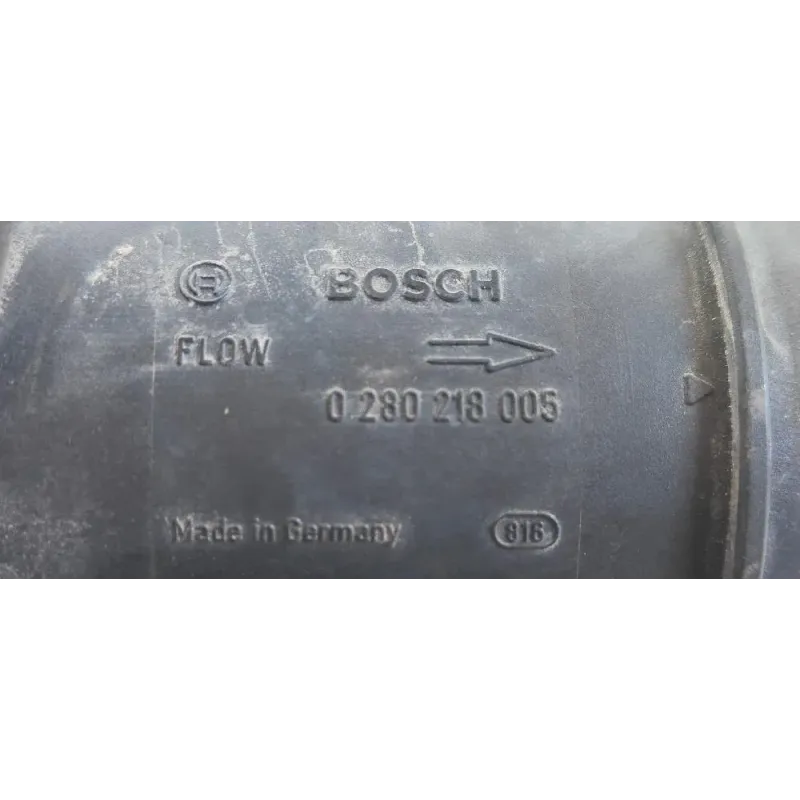 BOSCH
FLOW
0 280 218 005
Made in Germany 816